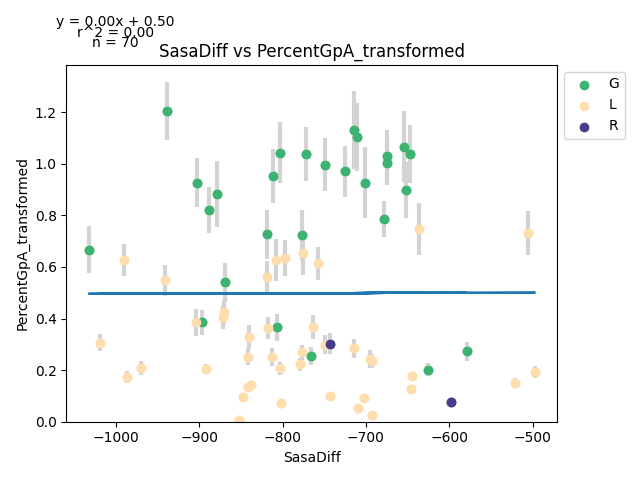 y = 0.00x + 0.50
r^2 = 0.00
n = 70
SasaDiff vs PercentGpA_transformed
G
L
R
PercentGpA_transformed
1.2
1.0
0.8
0.6
0.4
0.2
0.0
−1000
−900
−800
−700
−600
−500
SasaDiff